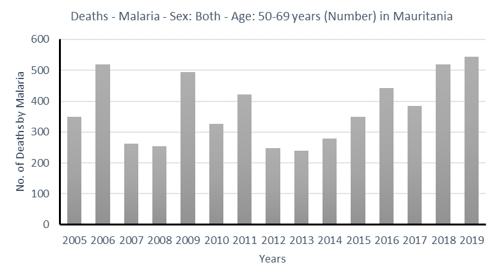 Deaths - Malaria - Sex: Both - Age: 50-69 years (Number) in Mauritania
No. of Deaths by Malaria
600
500
400
300
200
100
0
2005 2006 2007 2008 2009 2010 2011 2012 2013 2014 2015 2016 2017 2018 2019
Years